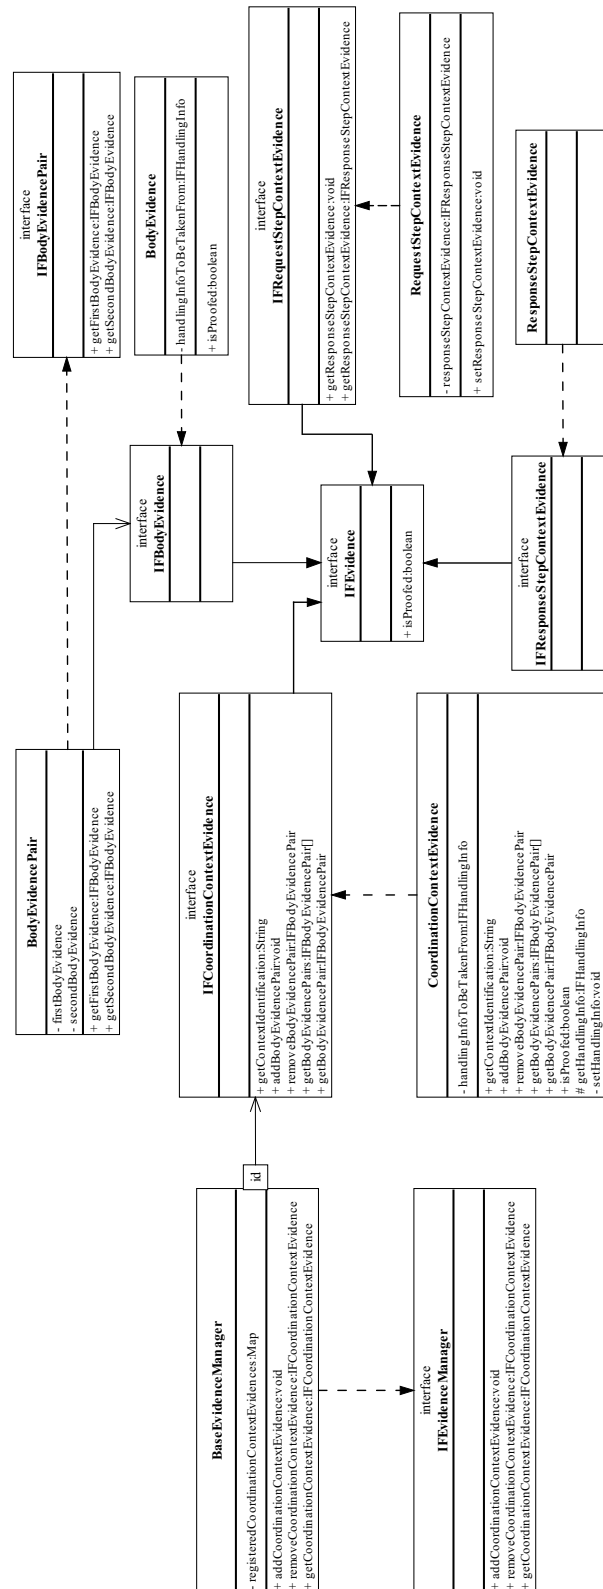 interface
IFBodyEvidencePair
+ getFirstBodyEvidence:IFBodyEvidence
+ getSecondBodyEvidence:IFBodyEvidence
BodyEvidence
- handlingInfoToBeTakenFrom:IFHandlingInfo
+ isProofed:boolean
interface
IFRequestStepContextEvidence
+ getResponseStepContextEvidence:void
+ getResponseStepContextEvidence:IFResponseStepContextEvidence
RequestStepContextEvidence
- responseStepContextEvidence:IFResponseStepContextEvidence
+ setResponseStepContextEvidence:void
ResponseStepContextEvidence
interface
IFBodyEvidence
interface
IFEvidence
+ isProofed:boolean
interface
IFResponseStepContextEvidence
BodyEvidencePair
- firstBodyEvidence
- secondBodyEvidence
+ getFirstBodyEvidence:IFBodyEvidence
+ getSecondBodyEvidence:IFBodyEvidence
interface
IFCoordinationContextEvidence
+ getContextIdentification:String
+ addBodyEvidencePair:void
+ removeBodyEvidencePair:IFBodyEvidencePair
+ getBodyEvidencePairs:IFBodyEvidencePair[]
+ getBodyEvidencePair:IFBodyEvidencePair
CoordinationContextEvidence
- handlingInfoToBeTakenFrom:IFHandlingInfo
+ getContextIdentification:String
+ addBodyEvidencePair:void
+ removeBodyEvidencePair:IFBodyEvidencePair
+ getBodyEvidencePairs:IFBodyEvidencePair[]
+ getBodyEvidencePair:IFBodyEvidencePair
+ isProofed:boolean
# getHandlingInfo:IFHandlingInfo
- setHandlingInfo:void
id
BaseEvidenceManager
- registeredCoordinationContextEvidences:Map
+ addCoordinationContextEvidence:void
+ removeCoordinationContextEvidence:IFCoordinationContextEvidence
+ getCoordinationContextEvidence:IFCoordinationContextEvidence
interface
IFEvidenceManager
+ addCoordinationContextEvidence:void
+ removeCoordinationContextEvidence:IFCoordinationContextEvidence
+ getCoordinationContextEvidence:IFCoordinationContextEvidence